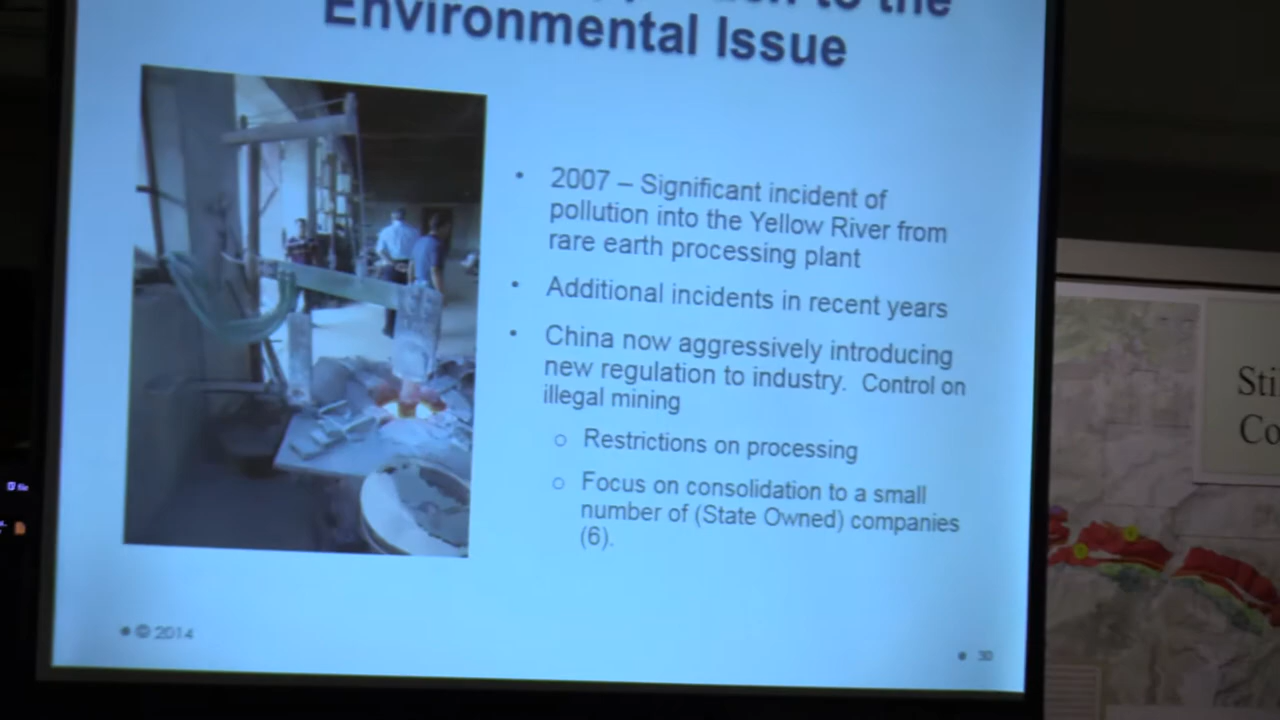 to the
Environmental Issue
• 2007 – Significant incident of
pollution into the Yellow River from
rare earth processing plant
• Additional incidents in recent years
• China now aggressively introducing
new regulation to industry. Control on
illegal mining
o Restrictions on processing
o Focus on consolidation to a small
number of (State Owned) companies
(6).
• © 2014
• 30
Sti
Co